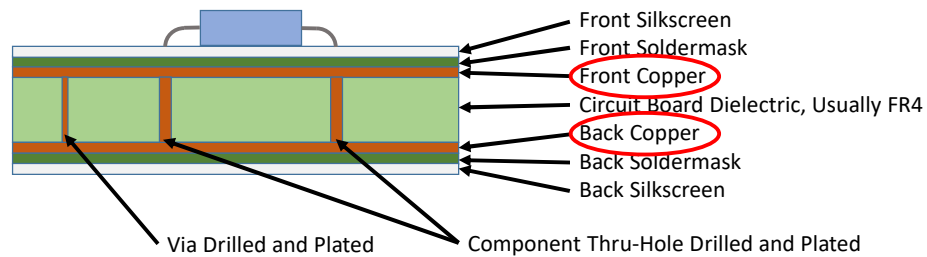 Front Silkscreen
Front Soldermask
Front Copper
Circuit Board Dielectric, Usually FR4
Back Copper
Back Soldermask
Back Silkscreen
Via Drilled and Plated
Component Thru-Hole Drilled and Plated